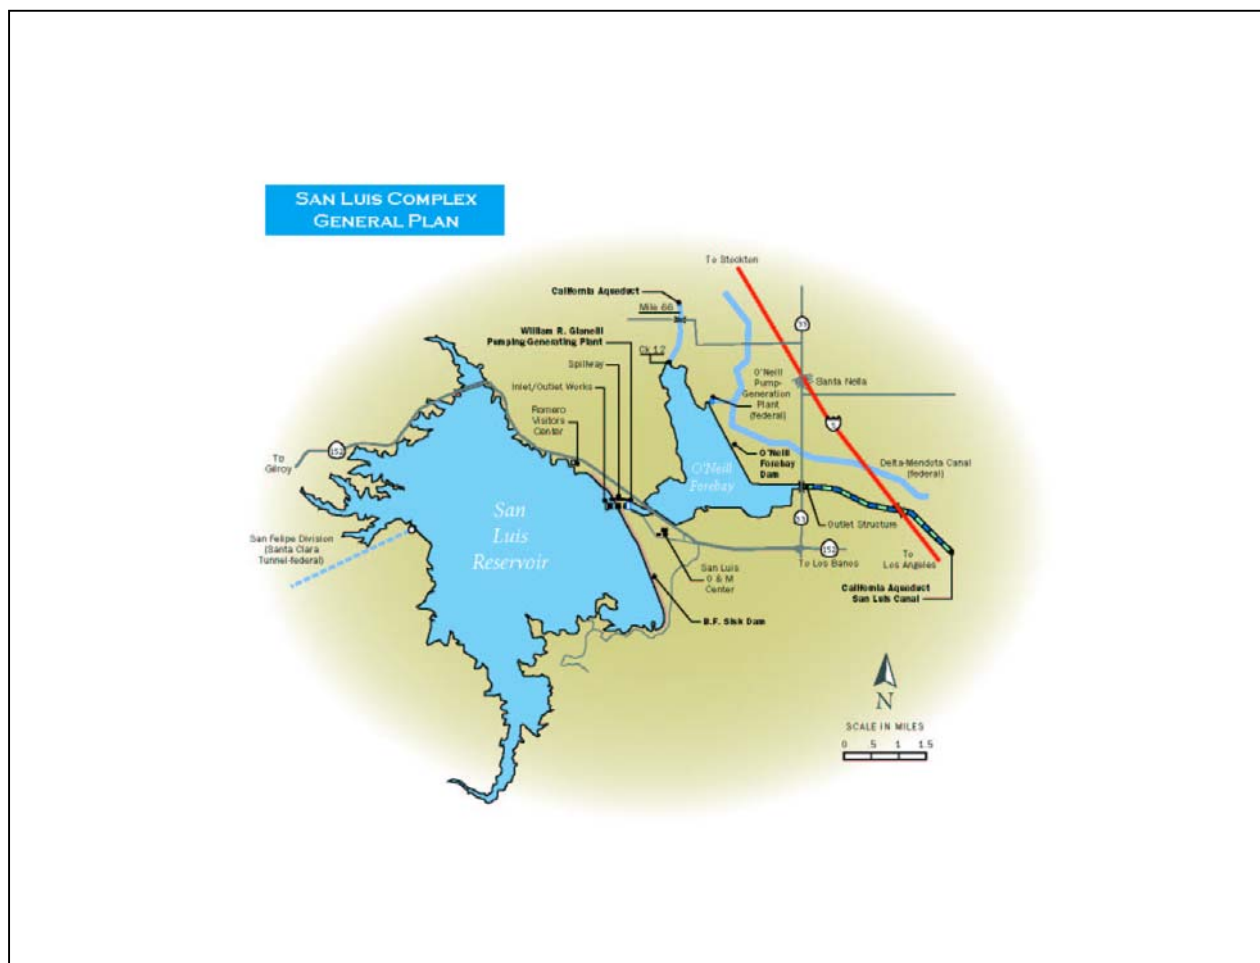 SAN LUIS COMPLEX
GENERAL PLAN
To Stockton
California Aqueduct
Mile 66
33
William R. Gianelli
Pumping-Generating Plant
Ck 12
Spillway
O'Neill
Pump-
Generation
Plant
(federal)
Santa Nella
Inlet/Outlet Works
Romero
Visitors
Center
5
152
To
Gilroy
O'Neill
Forebay
O'Neill
Forebay
Dam
Delta-Mendota Canal
(federal)
San
Luis
Reservoir
33
Outlet Structure
San Felipe Division
(Santa Clara
Tunnel-federal)
152
To Los Banos
To
Los Angeles
San Luis
O & M
Center
California Aqueduct
San Luis Canal
B.F. Sisk Dam
N
SCALE IN MILES
0 .5 1 1.5